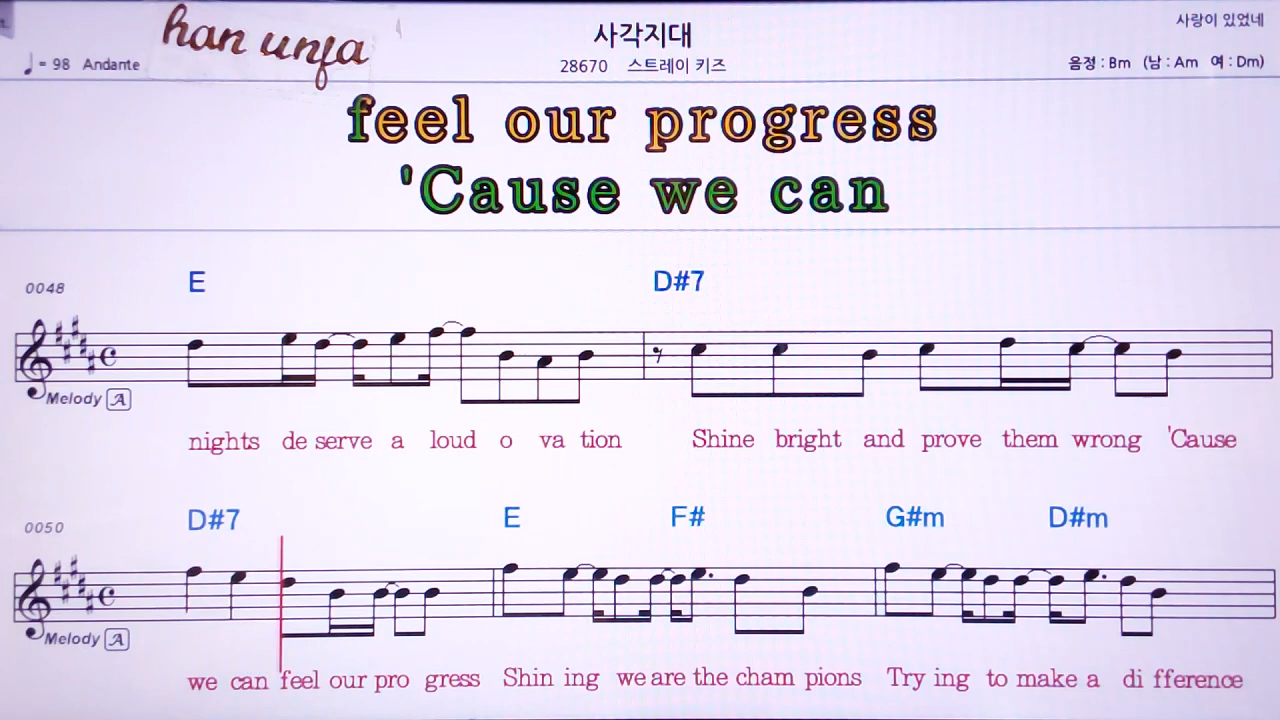 han unja
사각지대
사랑이 있었네
♩= 98 Andante
28670 스트레이 키즈
음정 : Bm (남 : Am 여 : Dm)
feel our progress
'Cause we can
0048 E D#7
Melody A
nights de serve a loud o va tion Shine bright and prove them wrong 'Cause
0050 D#7 E F# G#m D#m
Melody A
we can feel our pro gress Shin ing we are the cham pions Try ing to make a di fference